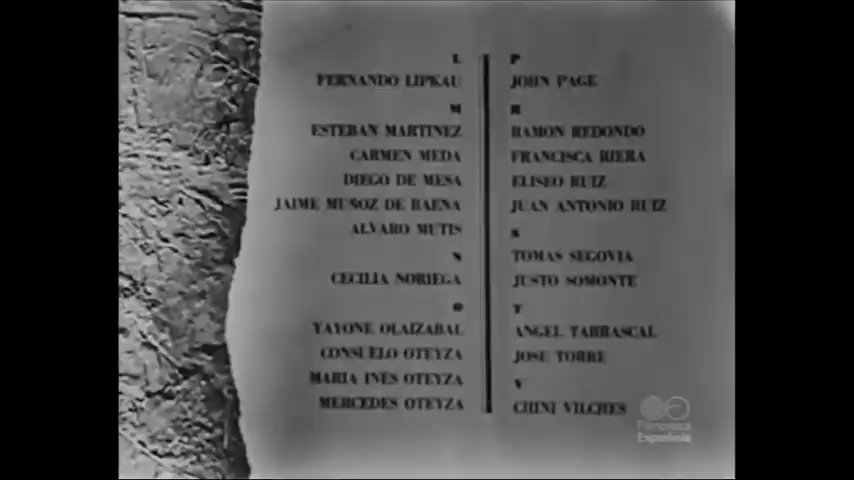 L
FERNANDO LIPKAU
M
ESTEBAN MARTINEZ
CARMEN MEDA
DIEGO DE MESA
JAIME MUÑOZ DE BAENA
ALVARO MUTIS
N
CECILIA NORIEGA
O
YAYONE OLAIZABAL
CONSUELO OTEYZA
MARIA INES OTEYZA
MERCEDES OTEYZA
P
JOHN PAGE
R
RAMON REDONDO
FRANCISCA RIERA
ELISEO RUIZ
JUAN ANTONIO RUIZ
S
TOMAS SEGOVIA
JUSTO SOMONTE
T
ANGEL TARRASCAL
JOSE TORRE
V
CHINI VILCHES
Filmoteca
Española